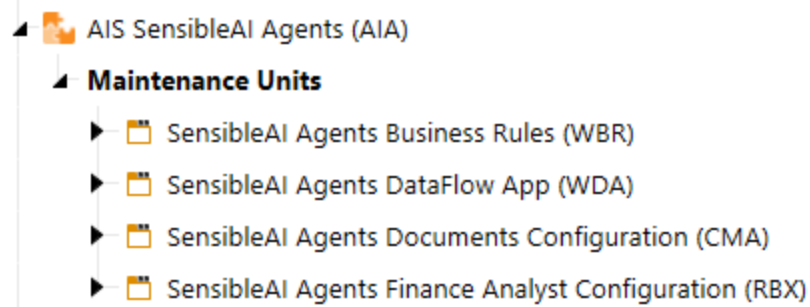 AIS SensibleAI Agents (AIA)
Maintenance Units
SensibleAI Agents Business Rules (WBR)
SensibleAI Agents DataFlow App (WDA)
SensibleAI Agents Documents Configuration (CMA)
SensibleAI Agents Finance Analyst Configuration (RBX)